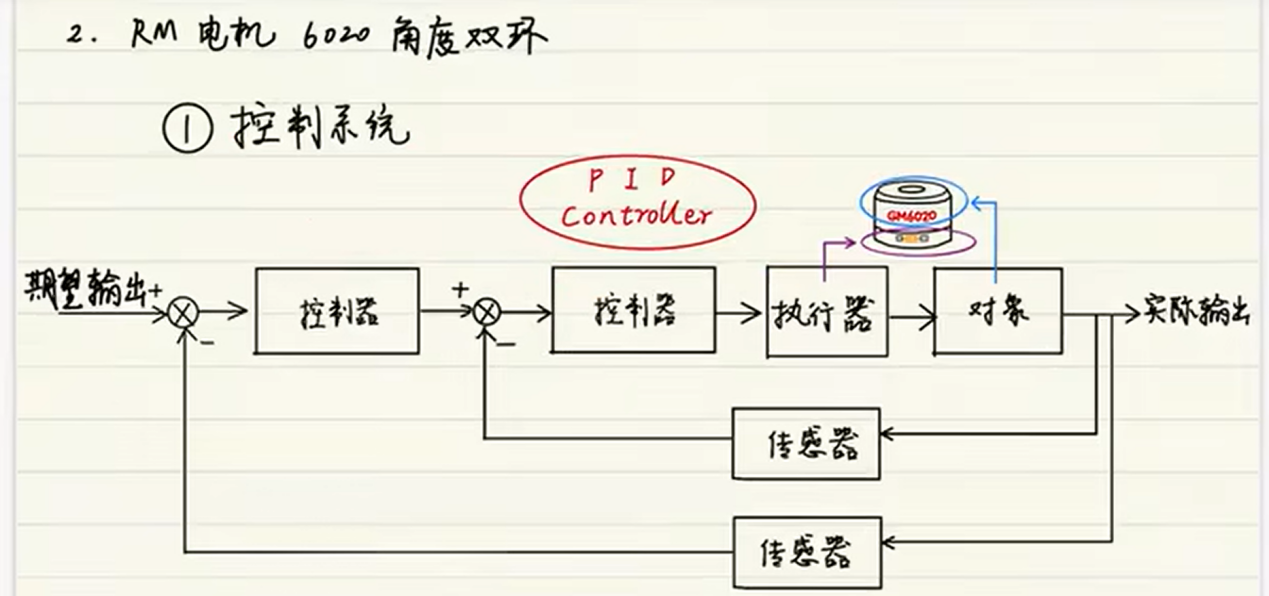 2. RM 电机 6020 角度双环
① 控制系统
PID
Controller
GM6020
期望输出 +
控制器
+
控制器
执行器
对象
实际输出
-
-
传感器
传感器